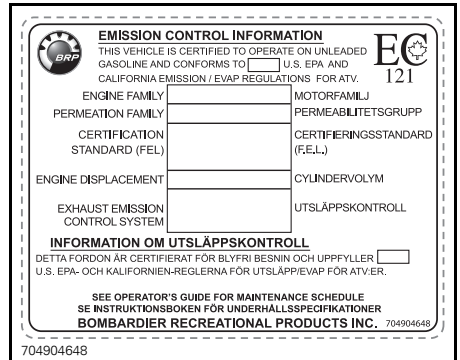 EMISSION CONTROL INFORMATION
THIS VEHICLE IS CERTIFIED TO OPERATE ON UNLEADED
GASOLINE AND CONFORMS TO U.S. EPA AND
CALIFORNIA EMISSION / EVAP REGULATIONS FOR ATV.
BRP
EC
121
ENGINE FAMILY MOTORFAMILJ
PERMEATION FAMILY PERMEABILITETSGRUPP
CERTIFICATION CERTIFIERINGSSTANDARD
STANDARD (FEL) (F.E.L.)
ENGINE DISPLACEMENT CYLINDERVOLYM
EXHAUST EMISSION UTSLÄPPSKONTROLL
CONTROL SYSTEM
INFORMATION OM UTSLÄPPSKONTROLL
DETTA FORDON ÄR CERTIFIERAT FÖR BLYFRI BESNIN OCH UPPFYLLER
U.S. EPA- OCH KALIFORNIEN-REGLERNA FÖR UTSLÄPP/EVAP FÖR ATV:ER.
SEE OPERATOR'S GUIDE FOR MAINTENANCE SCHEDULE
SE INSTRUKTIONSBOKEN FÖR UNDERHÅLLSSPECIFIKATIONER
BOMBARDIER RECREATIONAL PRODUCTS INC. 704904648
704904648